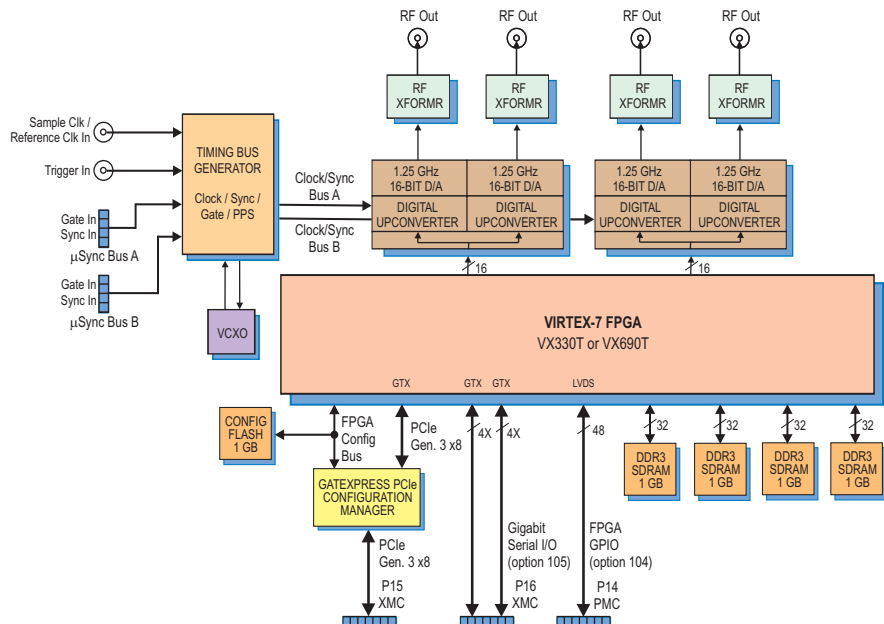 RF Out
RF Out
RF Out
RF Out
RF
XFORMR
RF
XFORMR
RF
XFORMR
RF
XFORMR
Sample Clk /
Reference Clk In
Trigger In
Gate In
Sync In
µSync Bus A
Gate In
Sync In
µSync Bus B
TIMING BUS
GENERATOR
Clock / Sync /
Gate / PPS
VCXO
Clock/Sync
Bus A
Clock/Sync
Bus B
1.25 GHz
16-BIT D/A
1.25 GHz
16-BIT D/A
DIGITAL
UPCONVERTER
DIGITAL
UPCONVERTER
1.25 GHz
16-BIT D/A
1.25 GHz
16-BIT D/A
DIGITAL
UPCONVERTER
DIGITAL
UPCONVERTER
16
16
VIRTEX-7 FPGA
VX330T or VX690T
GTX
GTX
GTX
LVDS
CONFIG
FLASH
1 GB
FPGA
Config
Bus
PCIe
Gen. 3 x8
4X
4X
48
32
32
32
32
DDR3
SDRAM
1 GB
DDR3
SDRAM
1 GB
DDR3
SDRAM
1 GB
DDR3
SDRAM
1 GB
GATEXPRESS PCIe
CONFIGURATION
MANAGER
PCIe
Gen. 3 x8
Gigabit
Serial I/O
(option 105)
FPGA
GPIO
(option 104)
P15
XMC
P16
XMC
P14
PMC